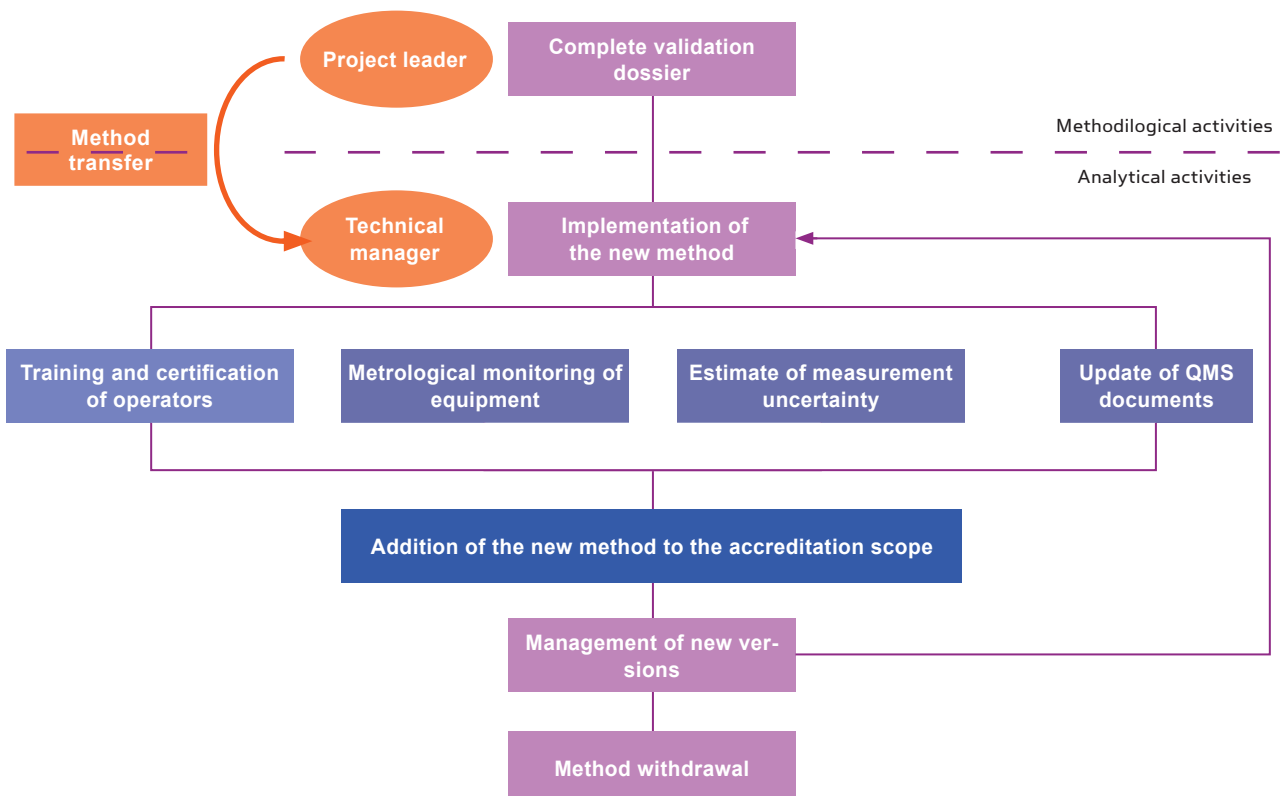 Project leader
Complete validation
dossier
Method
transfer
Methodilogical activities
Analytical activities
Technical
manager
Implementation of
the new method
Training and certification
of operators
Metrological monitoring of
equipment
Estimate of measurement
uncertainty
Update of QMS
documents
Addition of the new method to the accreditation scope
Management of new ver-
sions
Method withdrawal